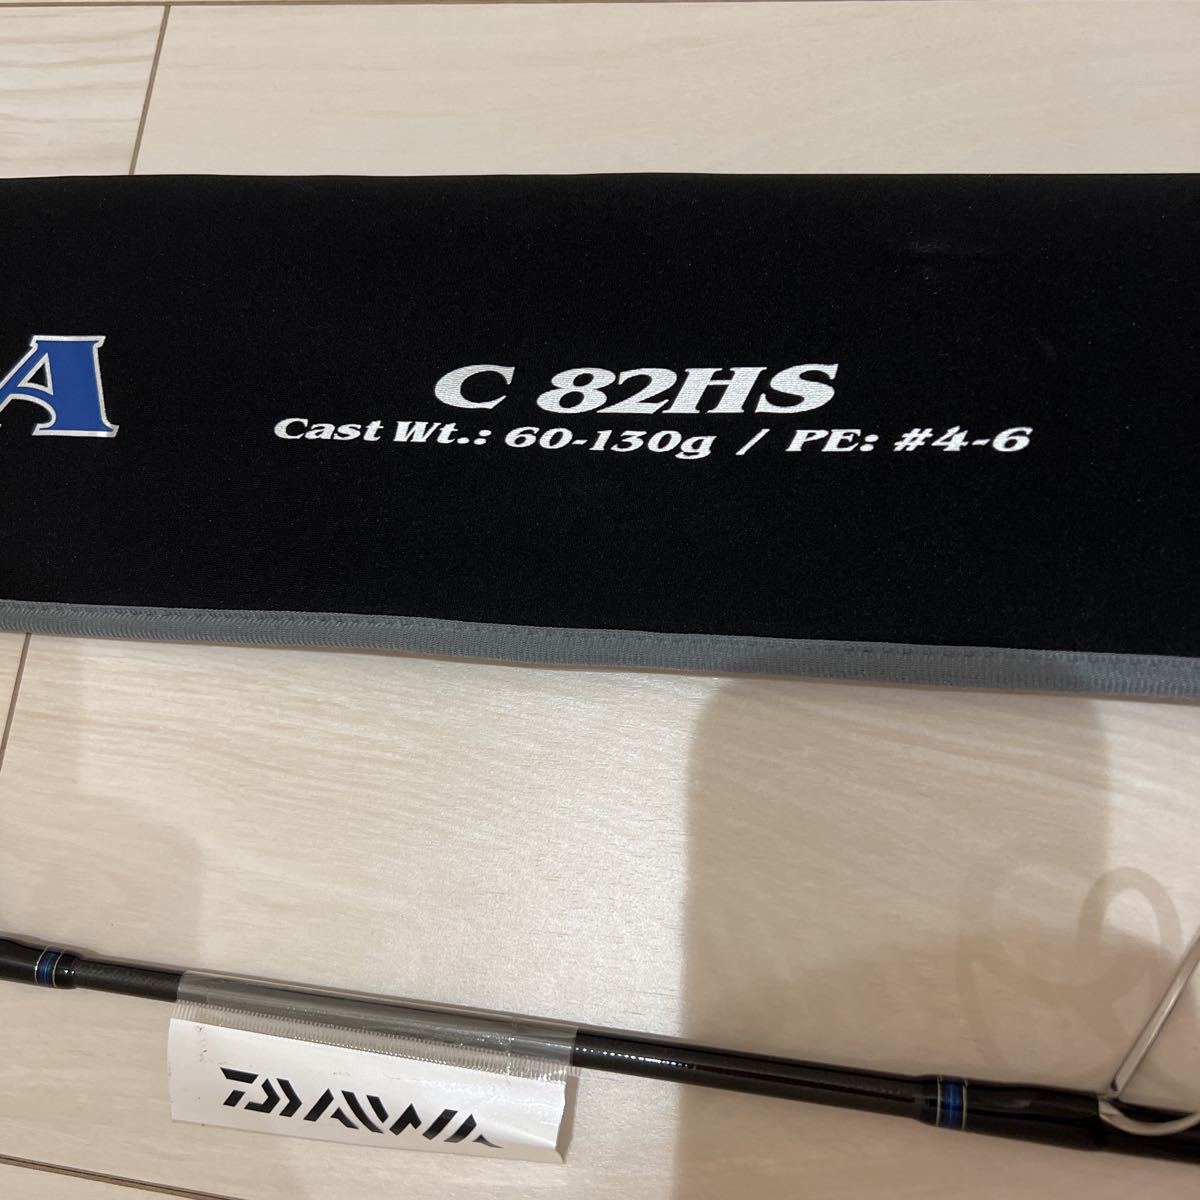 A
C 82HS
Cast Wt.: 60-130g / PE: #4-6
DAIWA